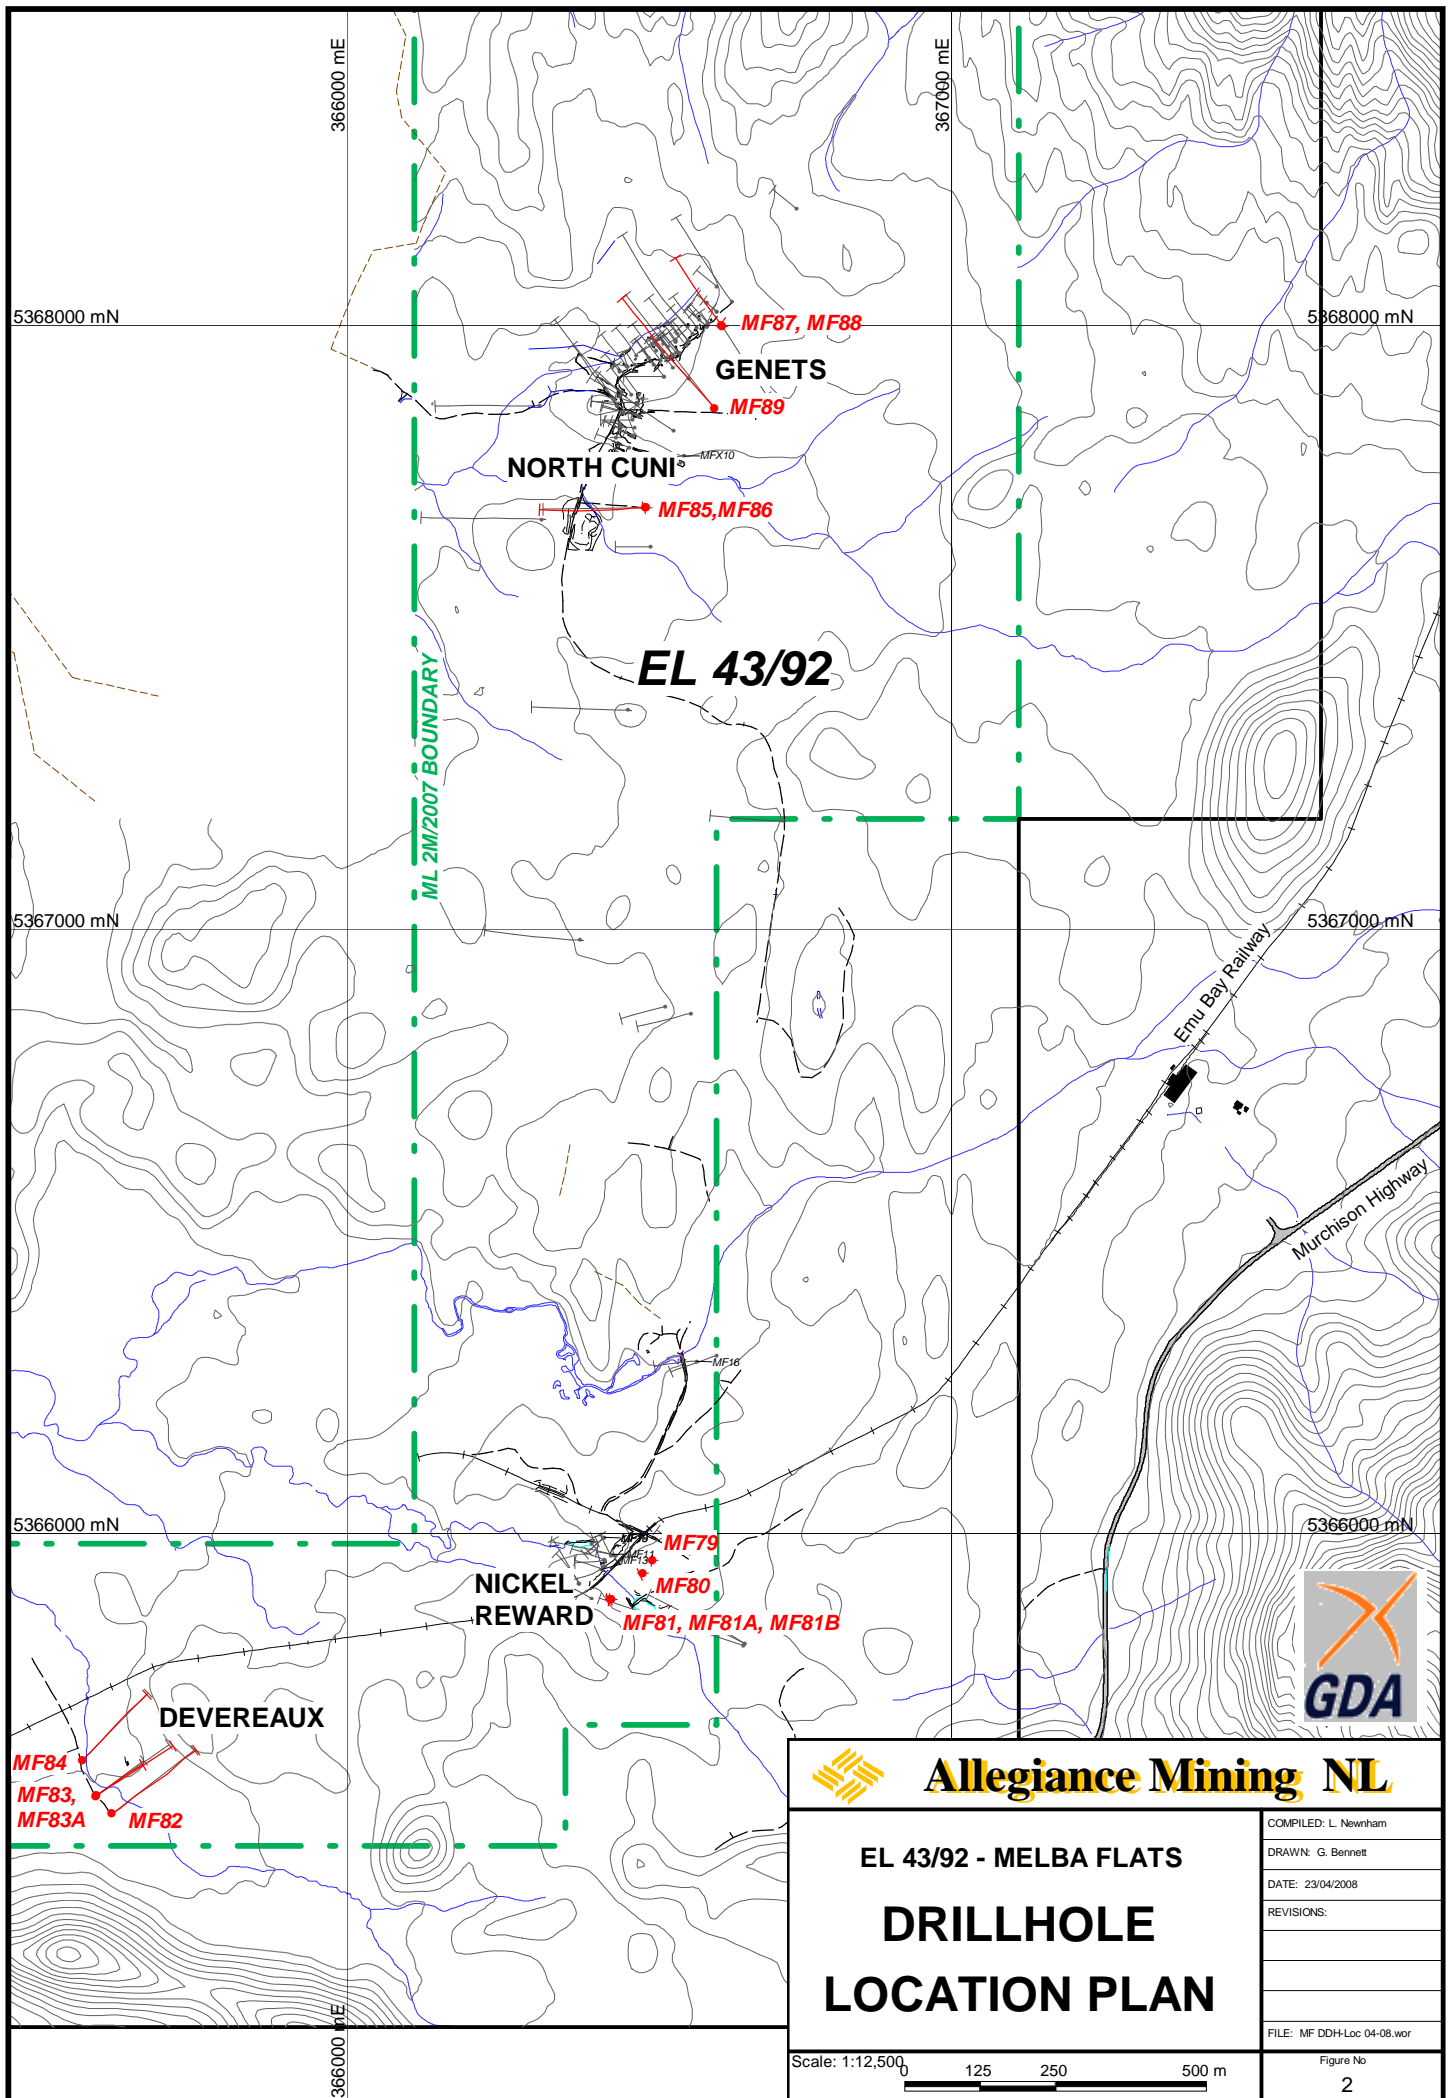 366000 mE
367000 mE
5368000 mN
5368000 mN
MF87, MF88
GENETS
MF89
MFX10
NORTH CUNI
MF85,MF86
EL 43/92
ML 2M/2007 BOUNDARY
5367000 mN
5367000 mN
Emu Bay Railway
Murchison Highway
MF16
5366000 mN
5366000 mN
MF79
MF11
MF13
MF80
NICKEL
REWARD
MF81, MF81A, MF81B
GDA
DEVEREAUX
MF84
MF83,
MF83A
MF82
366000 mE
Allegiance Mining NL
EL 43/92 - MELBA FLATS
DRILLHOLE
LOCATION PLAN
COMPILED: L. Newnham
DRAWN: G. Bennett
DATE: 23/04/2008
REVISIONS:
FILE: MF DDH-Loc 04-08.wor
Scale: 1:12,500
0 125 250 500 m
Figure No
2